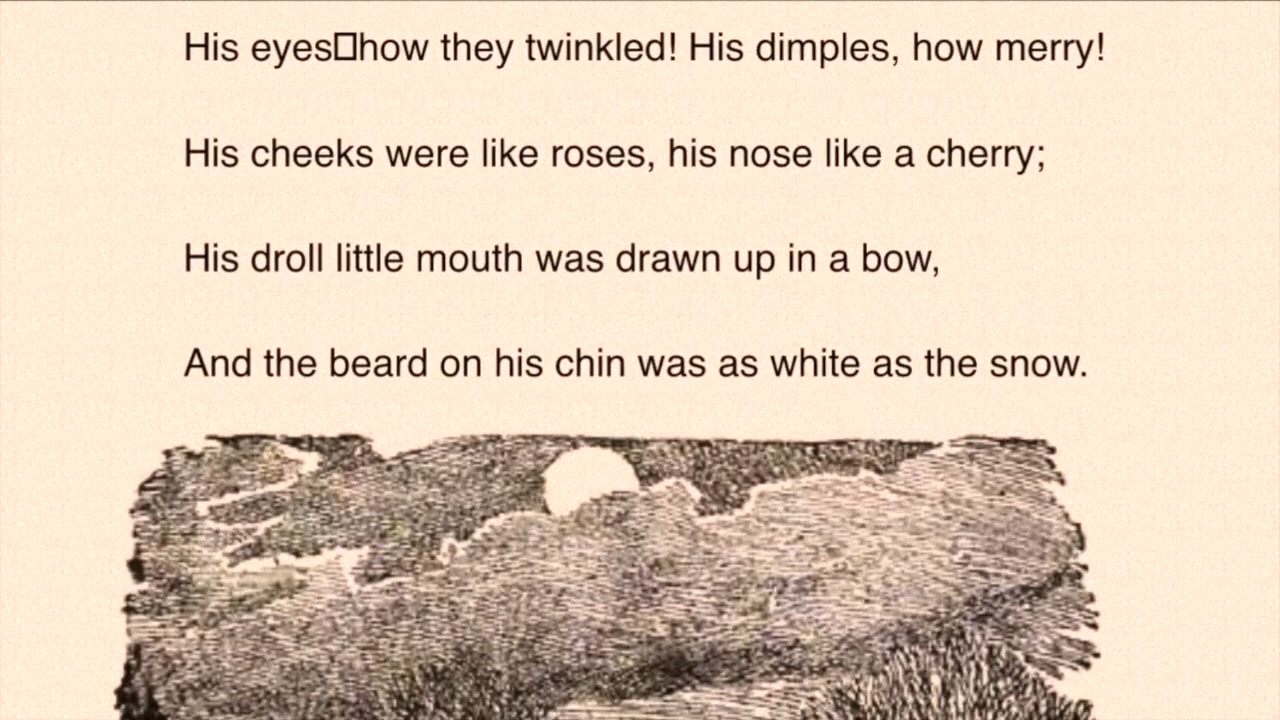 His eyes□how they twinkled! His dimples, how merry!
His cheeks were like roses, his nose like a cherry;
His droll little mouth was drawn up in a bow,
And the beard on his chin was as white as the snow.